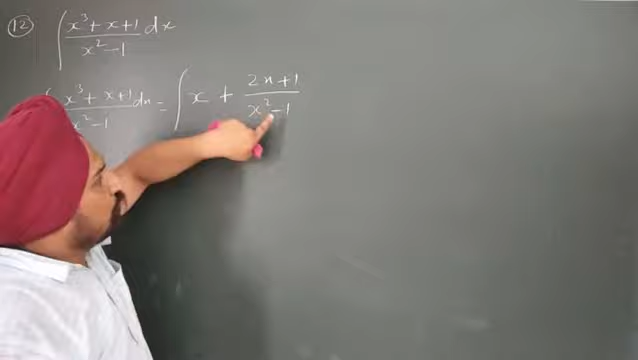 (12) ∫ x³+x+1/x²-1 dx
∫ x³+x+1/x²-1 dx = ∫ x + 2x+1/x²-1